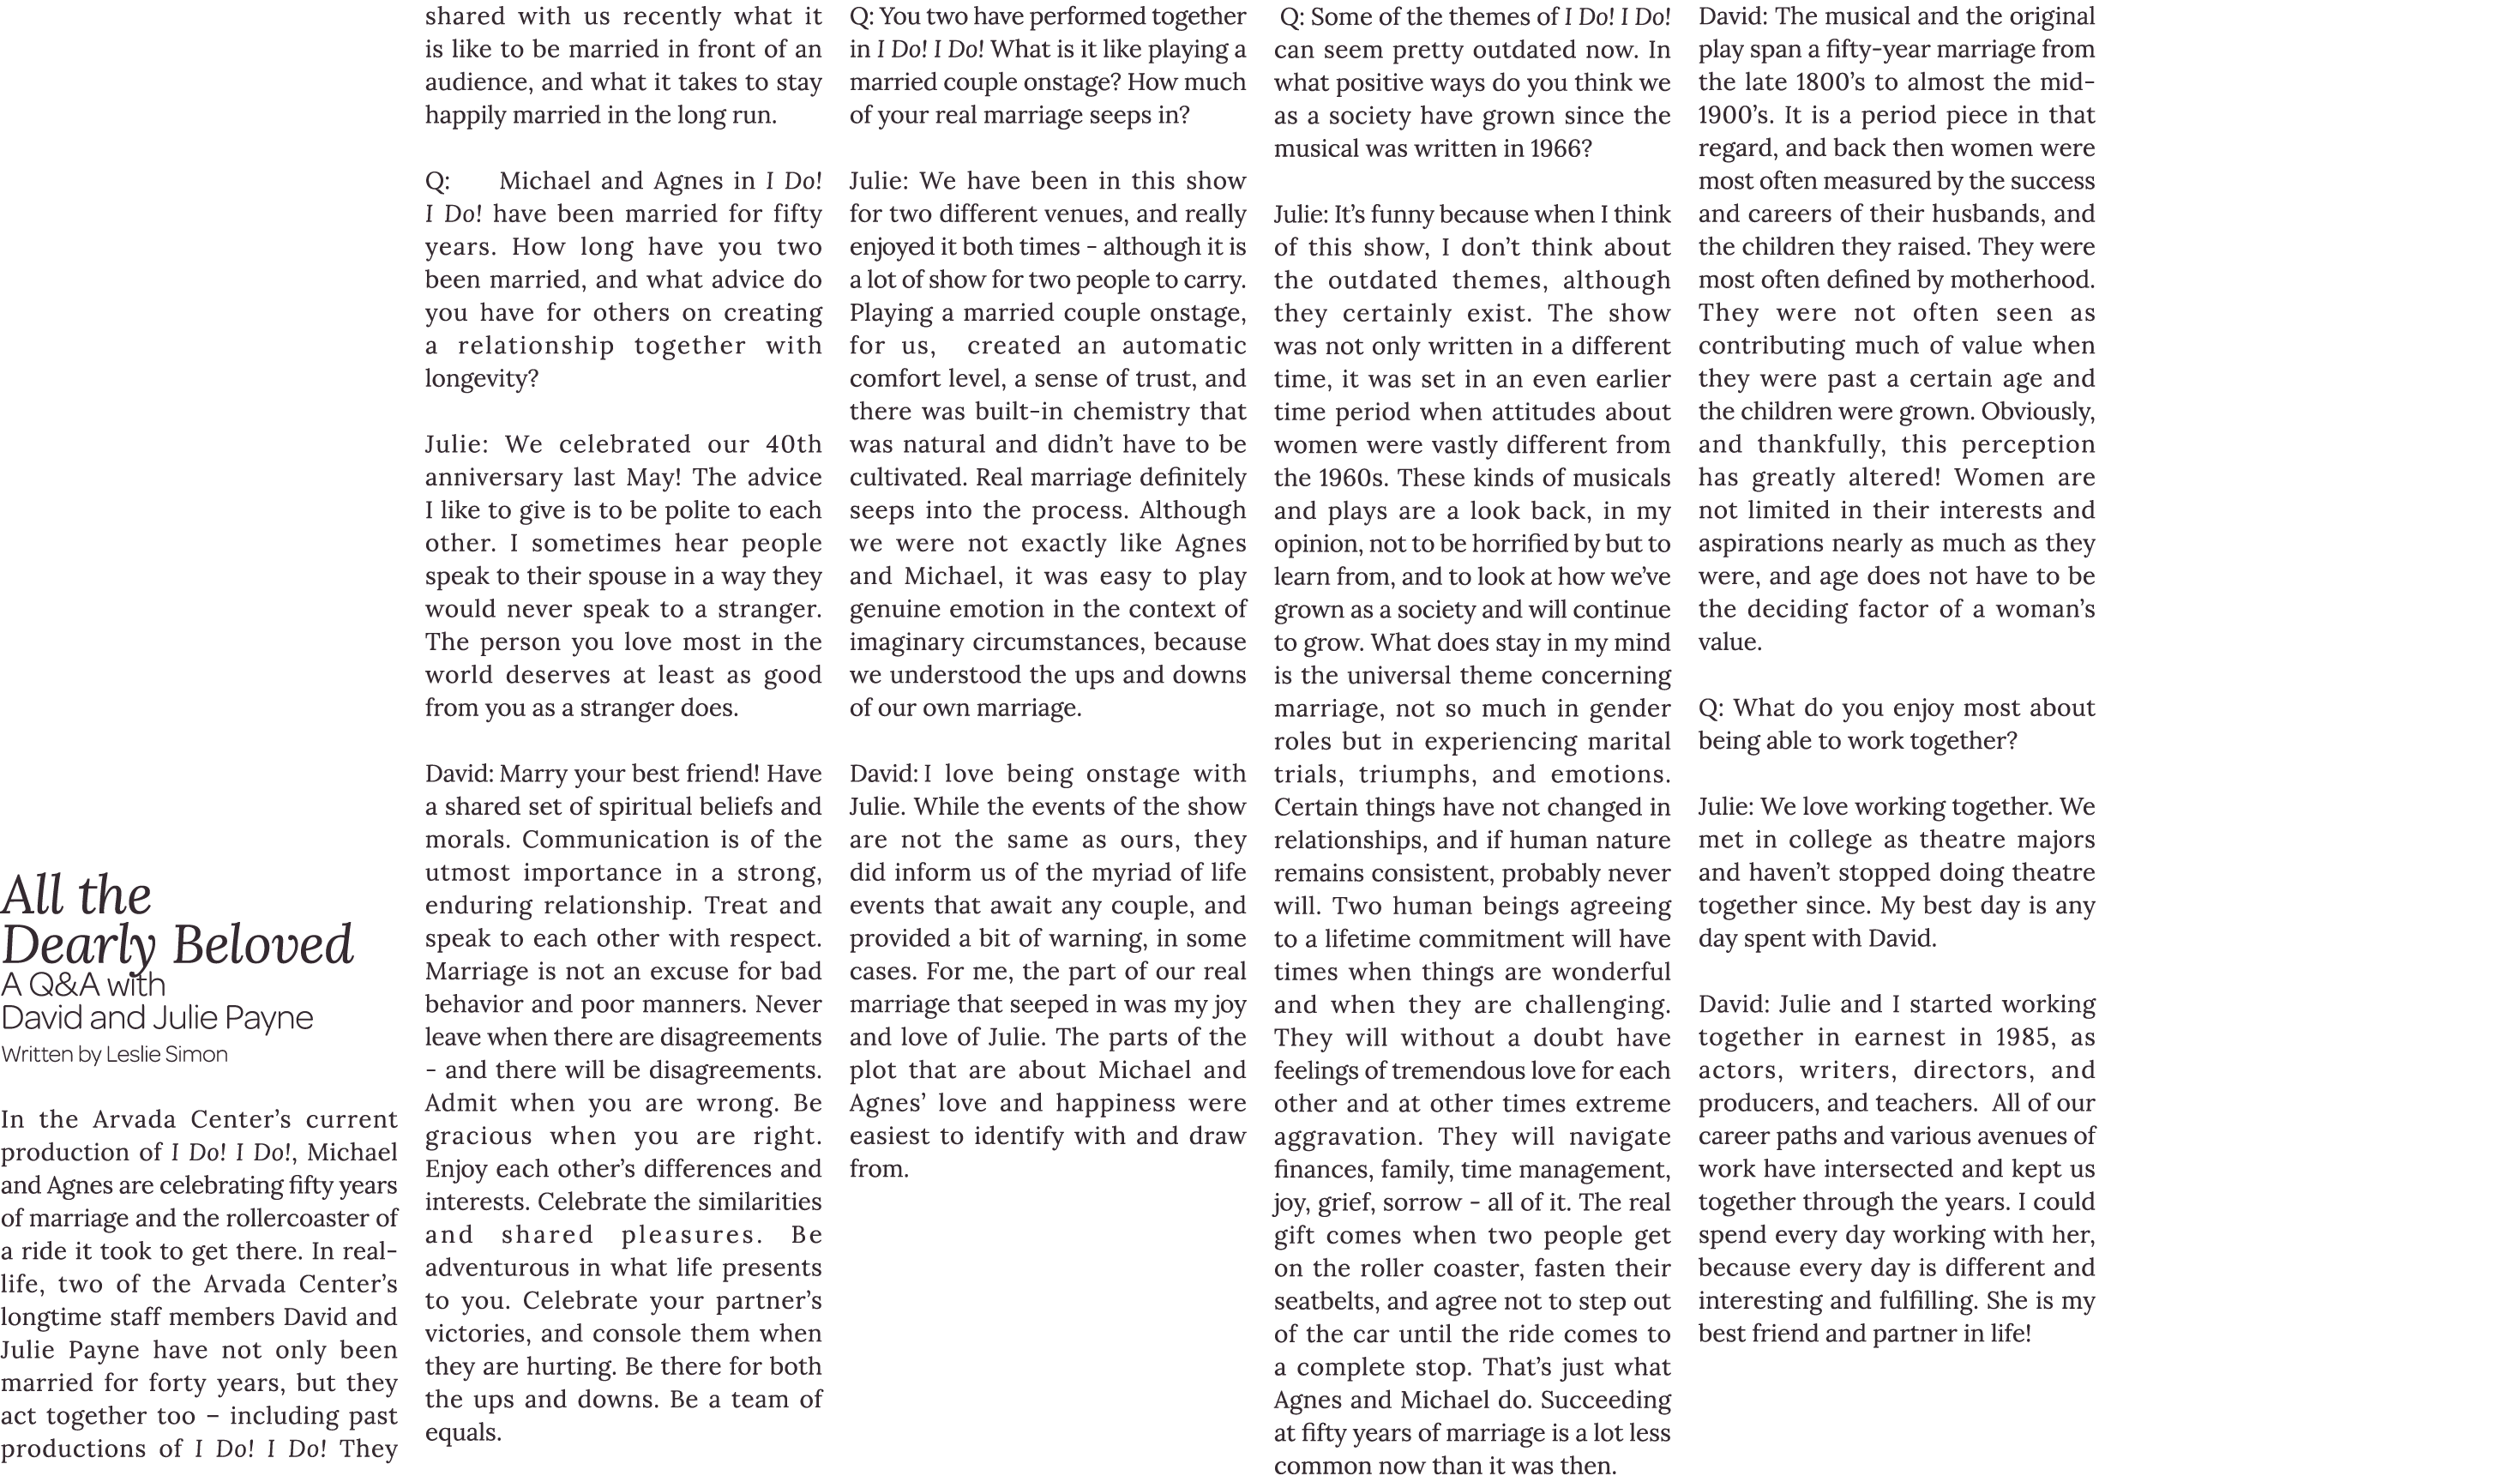 All the
Dearly Beloved
A Q&A with
David and Julie Payne
Written by Leslie Simon
In the Arvada Center’s current
production of I Do! I Do!, Michael
and Agnes are celebrating fifty years
of marriage and the rollercoaster of
a ride it took to get there. In real-
life, two of the Arvada Center’s
longtime staff members David and
Julie Payne have not only been
married for forty years, but they
act together too – including past
productions of I Do! I Do! They
shared with us recently what it
is like to be married in front of an
audience, and what it takes to stay
happily married in the long run.
Q: Michael and Agnes in I Do!
I Do! have been married for fifty
years. How long have you two
been married, and what advice do
you have for others on creating
a relationship together with
longevity?
Julie: We celebrated our 40th
anniversary last May! The advice
I like to give is to be polite to each
other. I sometimes hear people
speak to their spouse in a way they
would never speak to a stranger.
The person you love most in the
world deserves at least as good
from you as a stranger does.
David: Marry your best friend! Have
a shared set of spiritual beliefs and
morals. Communication is of the
utmost importance in a strong,
enduring relationship. Treat and
speak to each other with respect.
Marriage is not an excuse for bad
behavior and poor manners. Never
leave when there are disagreements
- and there will be disagreements.
Admit when you are wrong. Be
gracious when you are right.
Enjoy each other’s differences and
interests. Celebrate the similarities
and shared pleasures. Be
adventurous in what life presents
to you. Celebrate your partner’s
victories, and console them when
they are hurting. Be there for both
the ups and downs. Be a team of
equals.
Q: You two have performed together
in I Do! I Do! What is it like playing a
married couple onstage? How much
of your real marriage seeps in?
Julie: We have been in this show
for two different venues, and really
enjoyed it both times - although it is
a lot of show for two people to carry.
Playing a married couple onstage,
for us, created an automatic
comfort level, a sense of trust, and
there was built-in chemistry that
was natural and didn’t have to be
cultivated. Real marriage definitely
seeps into the process. Although
we were not exactly like Agnes
and Michael, it was easy to play
genuine emotion in the context of
imaginary circumstances, because
we understood the ups and downs
of our own marriage.
David: I love being onstage with
Julie. While the events of the show
are not the same as ours, they
did inform us of the myriad of life
events that await any couple, and
provided a bit of warning, in some
cases. For me, the part of our real
marriage that seeped in was my joy
and love of Julie. The parts of the
plot that are about Michael and
Agnes’ love and happiness were
easiest to identify with and draw
from.
Q: Some of the themes of I Do! I Do!
can seem pretty outdated now. In
what positive ways do you think we
as a society have grown since the
musical was written in 1966?
Julie: It’s funny because when I think
of this show, I don’t think about
the outdated themes, although
they certainly exist. The show
was not only written in a different
time, it was set in an even earlier
time period when attitudes about
women were vastly different from
the 1960s. These kinds of musicals
and plays are a look back, in my
opinion, not to be horrified by but to
learn from, and to look at how we’ve
grown as a society and will continue
to grow. What does stay in my mind
is the universal theme concerning
marriage, not so much in gender
roles but in experiencing marital
trials, triumphs, and emotions.
Certain things have not changed in
relationships, and if human nature
remains consistent, probably never
will. Two human beings agreeing
to a lifetime commitment will have
times when things are wonderful
and when they are challenging.
They will without a doubt have
feelings of tremendous love for each
other and at other times extreme
aggravation. They will navigate
finances, family, time management,
joy, grief, sorrow - all of it. The real
gift comes when two people get
on the roller coaster, fasten their
seatbelts, and agree not to step out
of the car until the ride comes to
a complete stop. That’s just what
Agnes and Michael do. Succeeding
at fifty years of marriage is a lot less
common now than it was then.
David: The musical and the original
play span a fifty-year marriage from
the late 1800’s to almost the mid-
1900’s. It is a period piece in that
regard, and back then women were
most often measured by the success
and careers of their husbands, and
the children they raised. They were
most often defined by motherhood.
They were not often seen as
contributing much of value when
they were past a certain age and
the children were grown. Obviously,
and thankfully, this perception
has greatly altered! Women are
not limited in their interests and
aspirations nearly as much as they
were, and age does not have to be
the deciding factor of a woman’s
value.
Q: What do you enjoy most about
being able to work together?
Julie: We love working together. We
met in college as theatre majors
and haven’t stopped doing theatre
together since. My best day is any
day spent with David.
David: Julie and I started working
together in earnest in 1985, as
actors, writers, directors, and
producers, and teachers. All of our
career paths and various avenues of
work have intersected and kept us
together through the years. I could
spend every day working with her,
because every day is different and
interesting and fulfilling. She is my
best friend and partner in life!